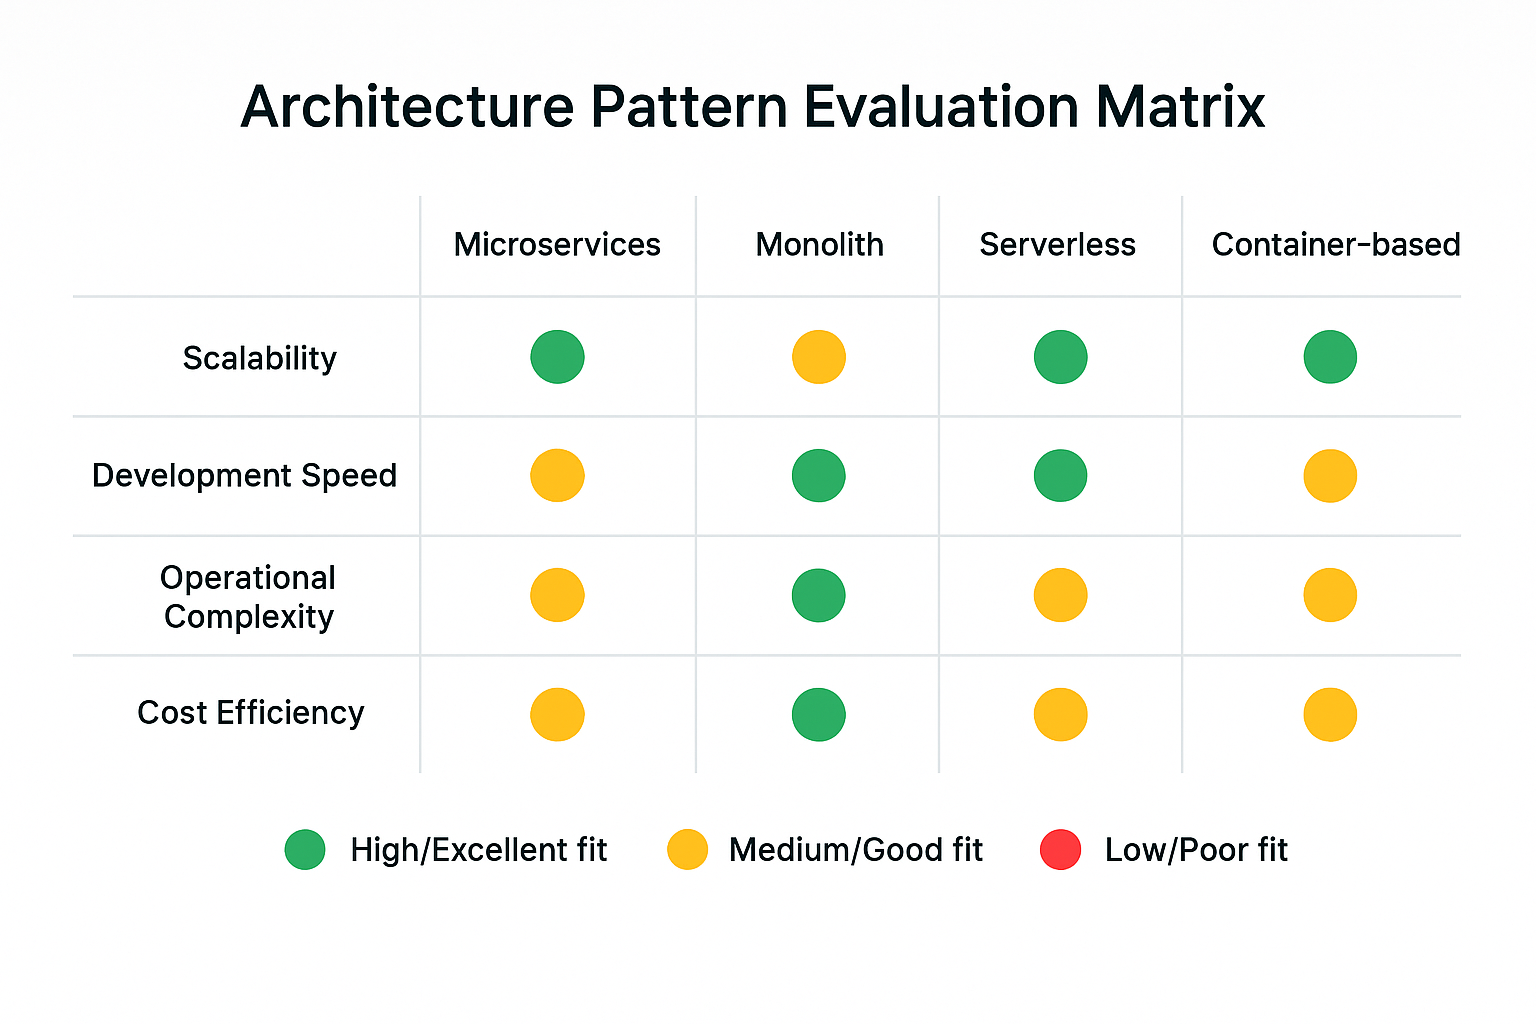 Architecture Pattern Evaluation Matrix
Microservices Monolith Serverless Container-based
Scalability
Development Speed
Operational
Complexity
Cost Efficiency
High/Excellent fit Medium/Good fit Low/Poor fit